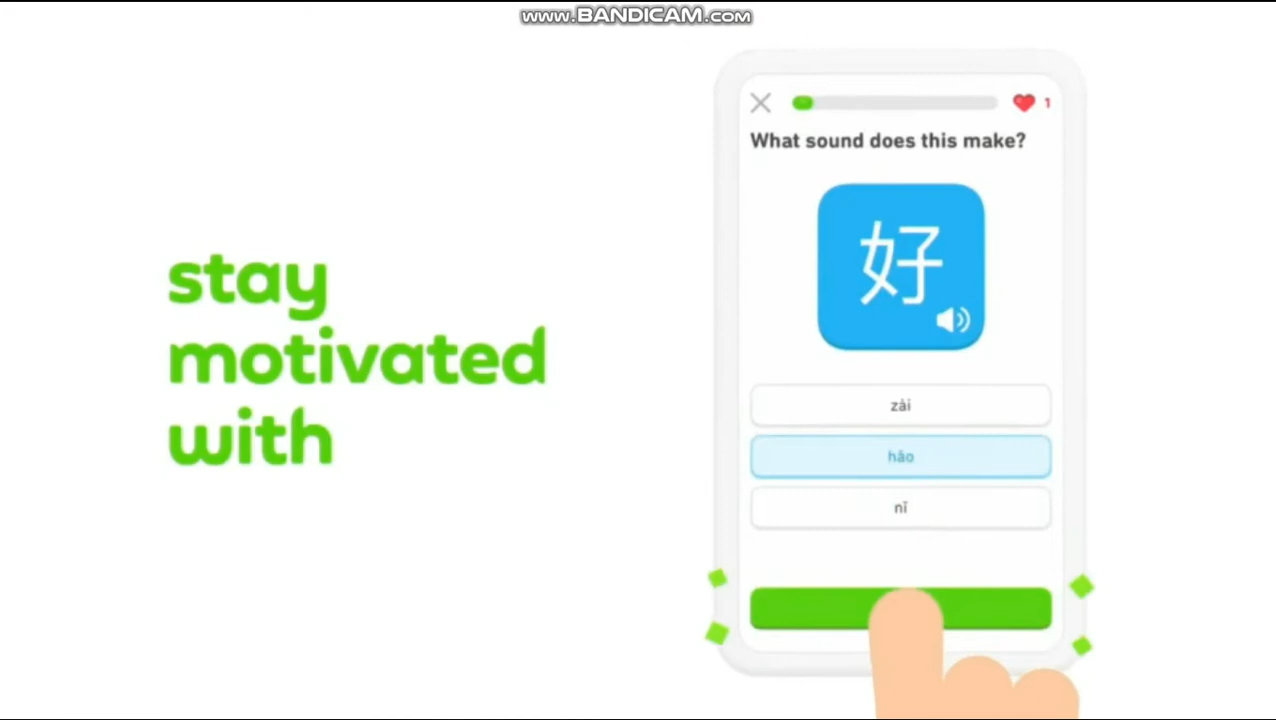 www.BANDICAM.com
stay
motivated
with
1
What sound does this make?
好
zài
hǎo
nǐ